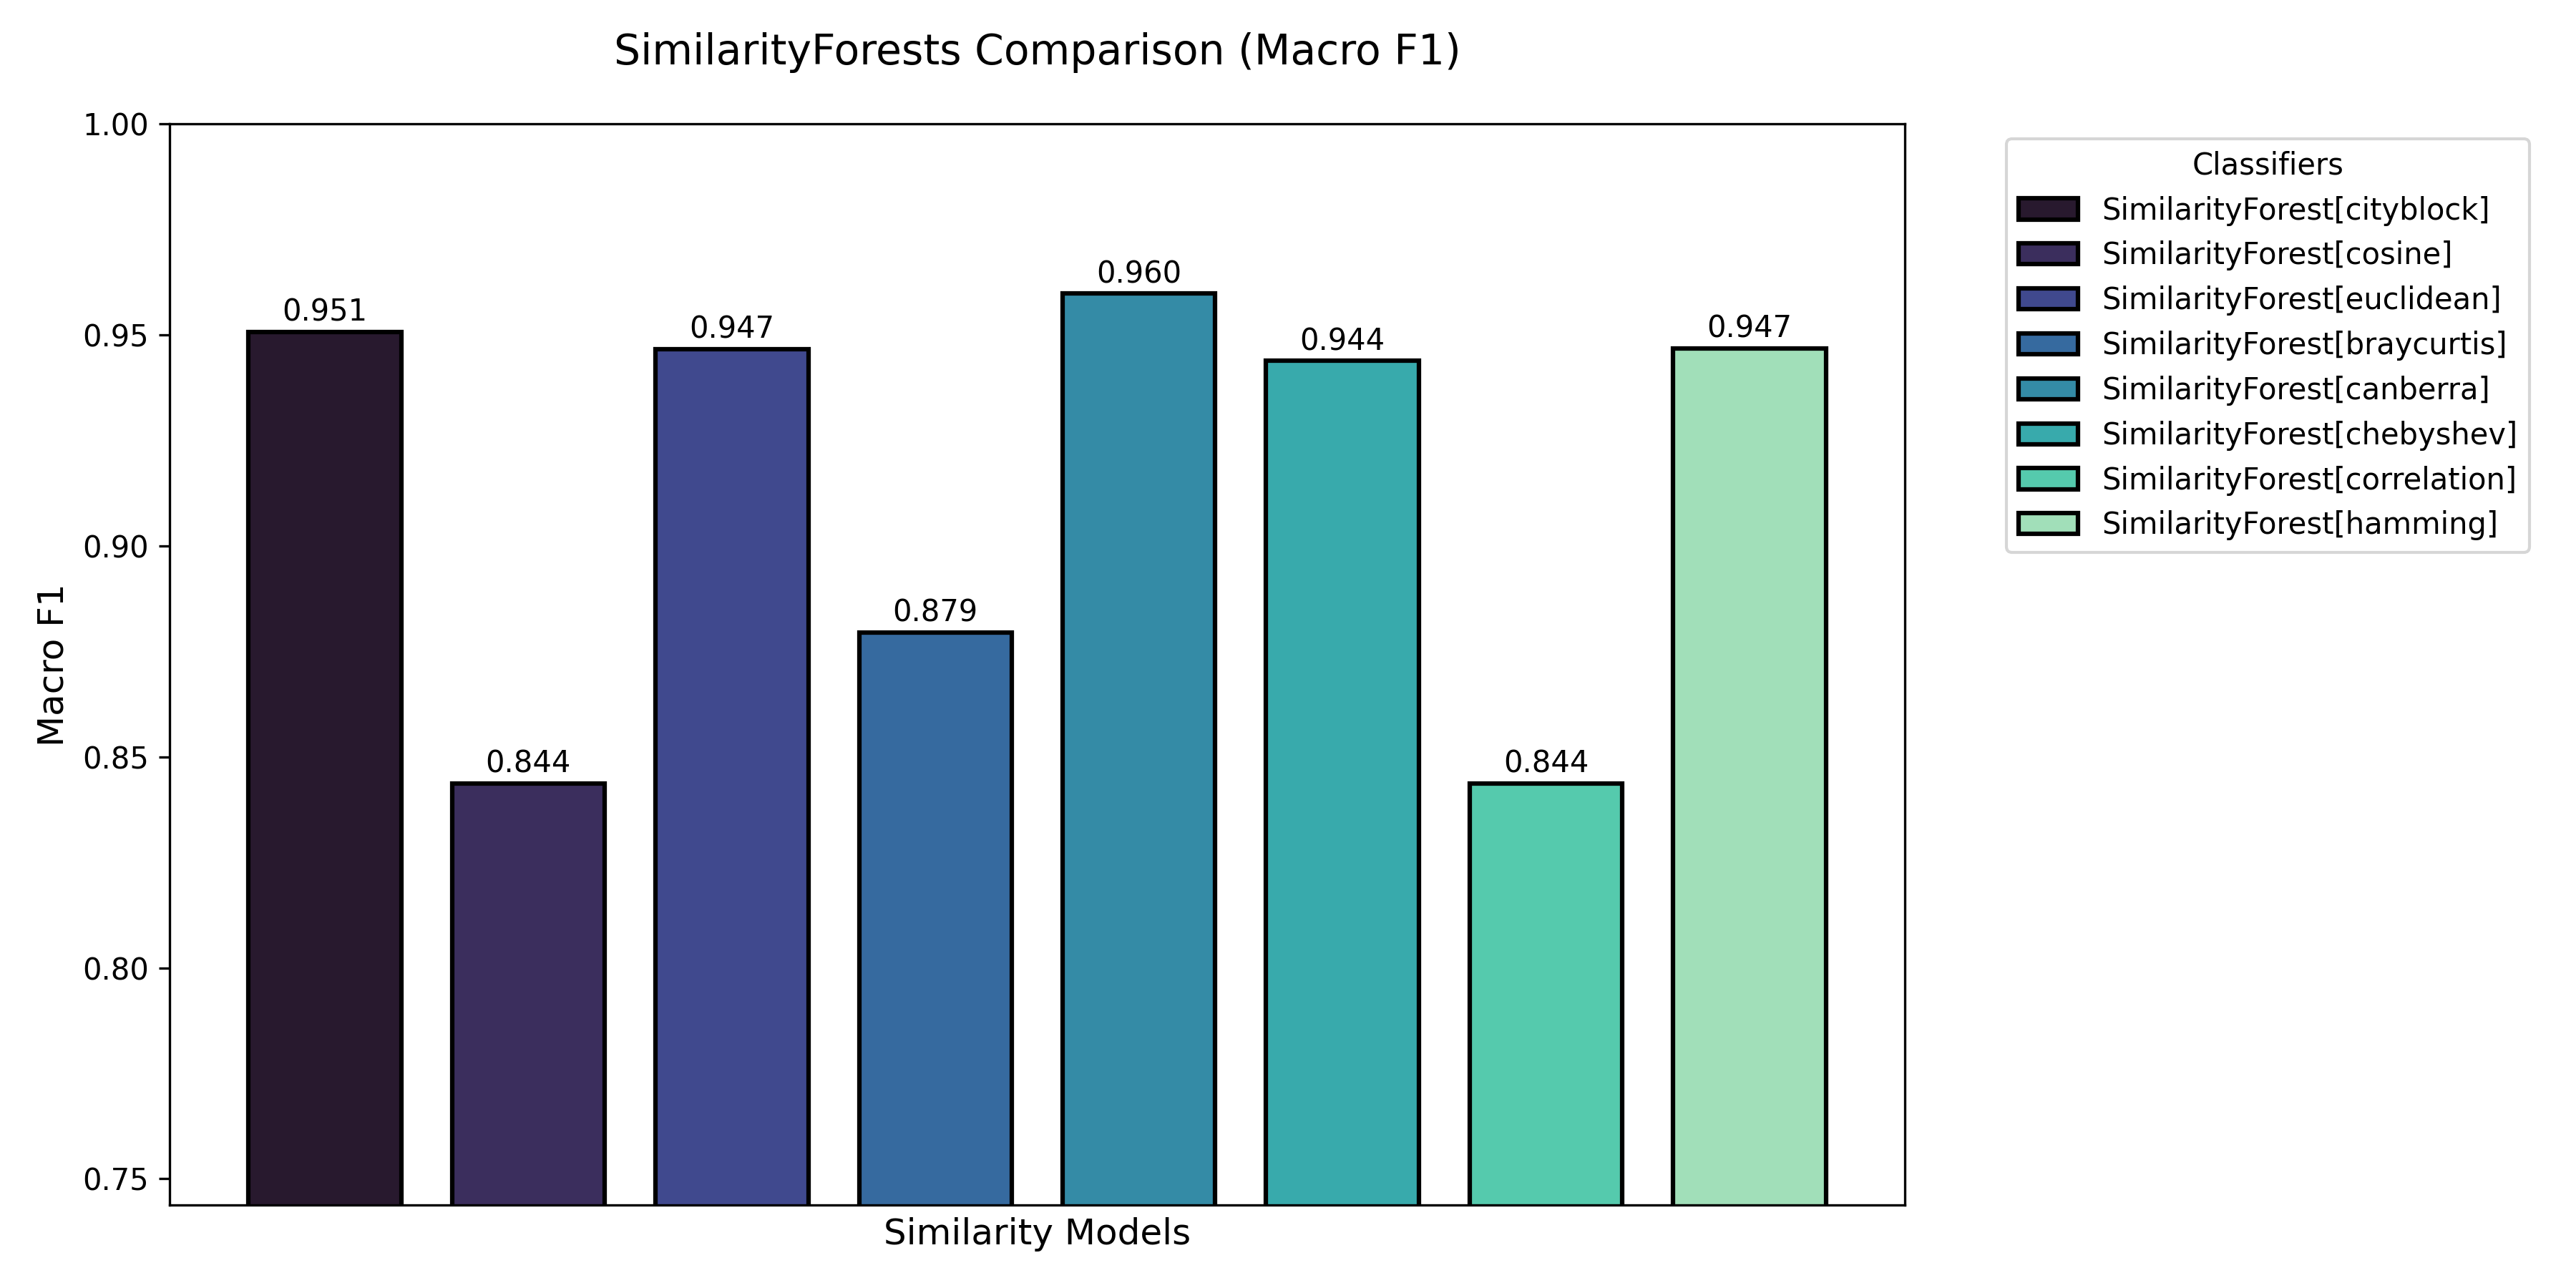 SimilarityForests Comparison (Macro F1)
1.00
0.95
0.90
0.85
0.80
0.75
Macro F1
0.951
0.844
0.947
0.879
0.960
0.944
0.844
0.947
Similarity Models
Classifiers
SimilarityForest[cityblock]
SimilarityForest[cosine]
SimilarityForest[euclidean]
SimilarityForest[braycurtis]
SimilarityForest[canberra]
SimilarityForest[chebyshev]
SimilarityForest[correlation]
SimilarityForest[hamming]